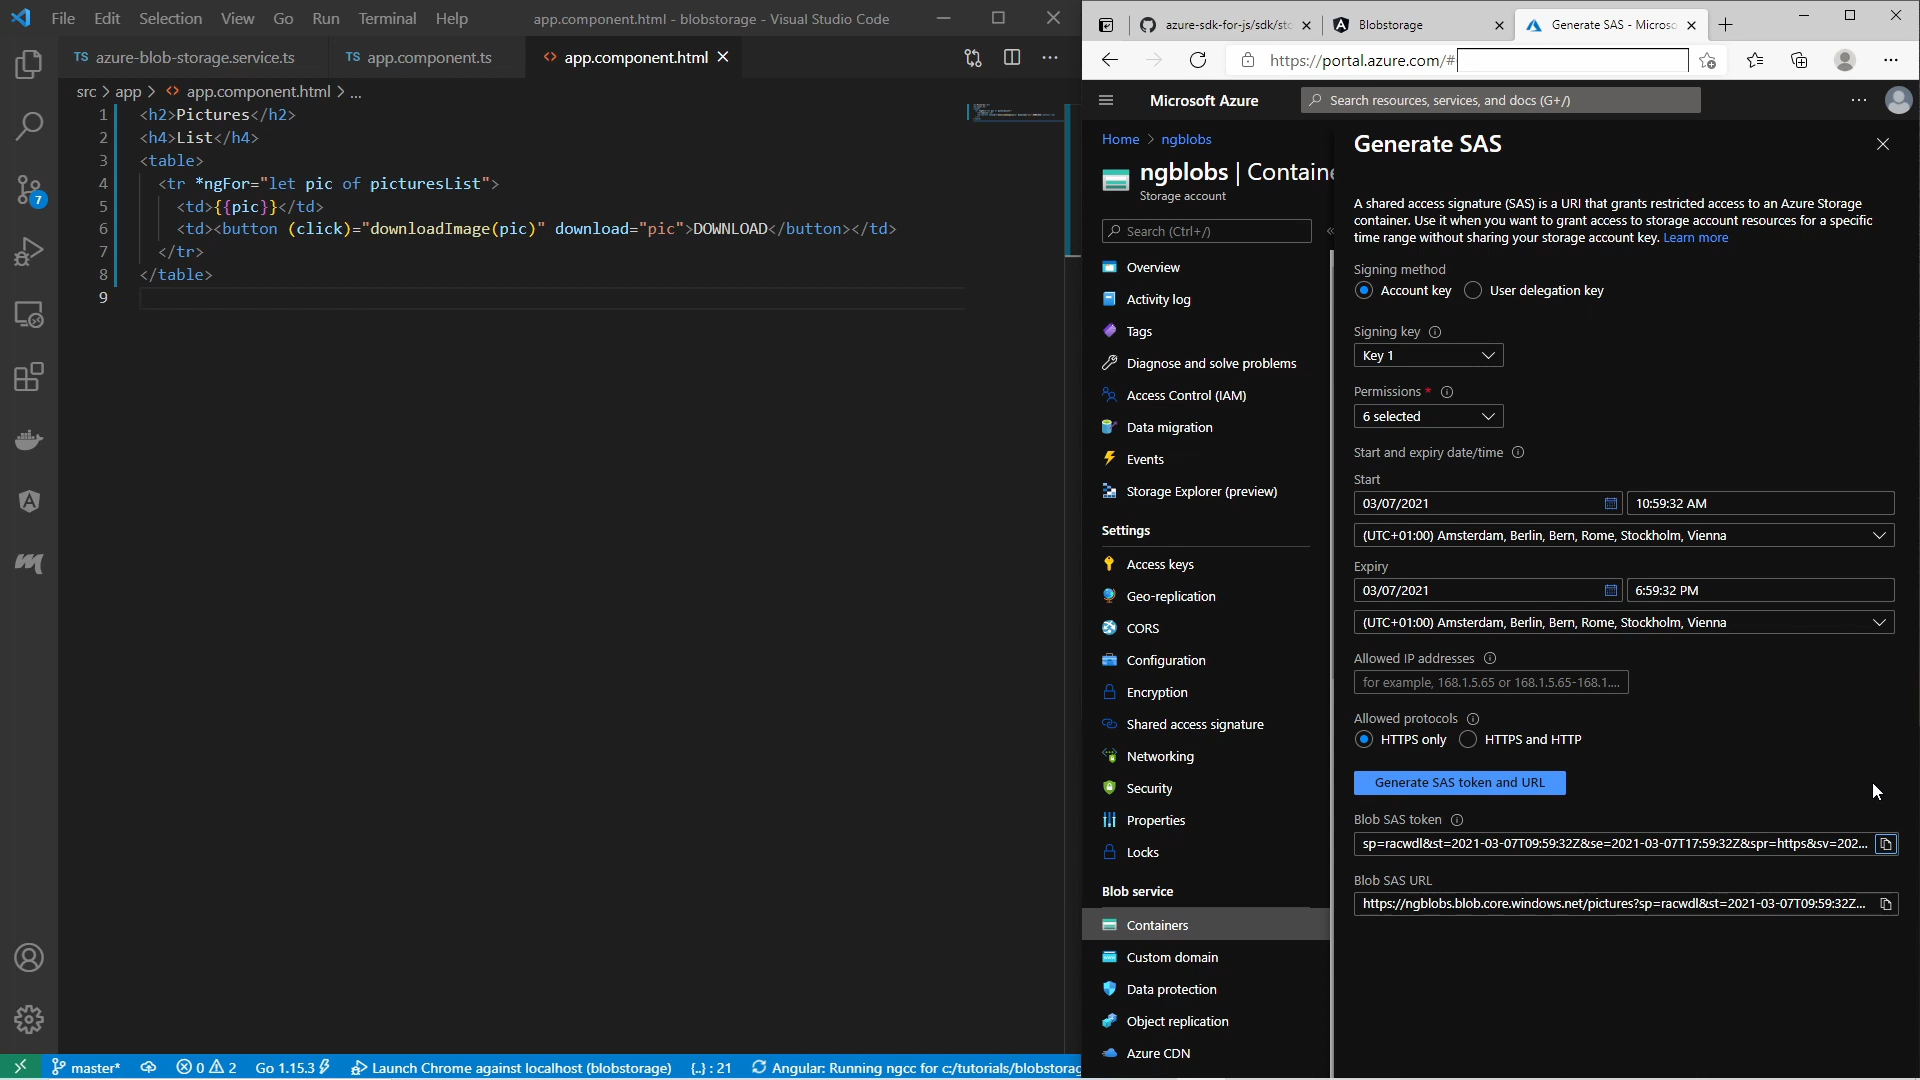 File Edit Selection View Go Run Terminal Help
app.component.html - blobstorage - Visual Studio Code
TS azure-blob-storage.service.ts
TS app.component.ts
<> app.component.html
src > app > <> app.component.html > ...
1 <h2>Pictures</h2>
2 <h4>List</h4>
3 <table>
4 <tr *ngFor="let pic of picturesList">
5 <td>{{pic}}</td>
6 <td><button (click)="downloadImage(pic)" download="pic">DOWNLOAD</button></td>
7 </tr>
8 </table>
9
7
master* 0 2 Go 1.15.3 Launch Chrome against localhost (blobstorage) {..} : 21 Angular: Running ngcc for c:/tutorials/blobstorag
azure-sdk-for-js/sdk/sto
Blobstorage
Generate SAS - Microso
https://portal.azure.com/#
Microsoft Azure
Search resources, services, and docs (G+/)
Home > ngblobs
ngblobs | Containe
Storage account
Search (Ctrl+/)
Overview
Activity log
Tags
Diagnose and solve problems
Access Control (IAM)
Data migration
Events
Storage Explorer (preview)
Settings
Access keys
Geo-replication
CORS
Configuration
Encryption
Shared access signature
Networking
Security
Properties
Locks
Blob service
Containers
Custom domain
Data protection
Object replication
Azure CDN
Generate SAS
A shared access signature (SAS) is a URI that grants restricted access to an Azure Storage
container. Use it when you want to grant access to storage account resources for a specific
time range without sharing your storage account key. Learn more
Signing method
Account key User delegation key
Signing key
Key 1
Permissions *
6 selected
Start and expiry date/time
Start
03/07/2021 10:59:32 AM
(UTC+01:00) Amsterdam, Berlin, Bern, Rome, Stockholm, Vienna
Expiry
03/07/2021 6:59:32 PM
(UTC+01:00) Amsterdam, Berlin, Bern, Rome, Stockholm, Vienna
Allowed IP addresses
for example, 168.1.5.65 or 168.1.5.65-168.1....
Allowed protocols
HTTPS only HTTPS and HTTP
Generate SAS token and URL
Blob SAS token
sp=racwdl&st=2021-03-07T09:59:32Z&se=2021-03-07T17:59:32Z&spr=https&sv=202...
Blob SAS URL
https://ngblobs.blob.core.windows.net/pictures?sp=racwdl&st=2021-03-07T09:59:32Z...